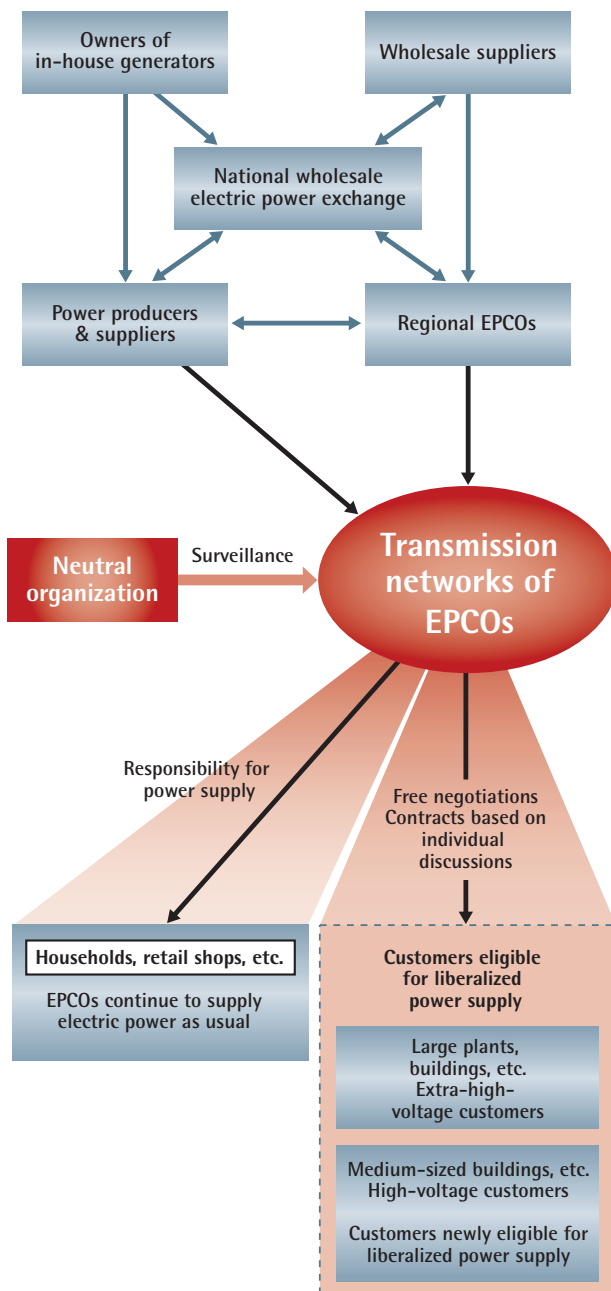 Owners of
in-house generators
Wholesale suppliers
National wholesale
electric power exchange
Power producers
& suppliers
Regional EPCOs
Neutral
organization
Surveillance
Transmission
networks of
EPCOs
Responsibility for
power supply
Free negotiations
Contracts based on
individual
discussions
Households, retail shops, etc.
EPCOs continue to supply
electric power as usual
Customers eligible
for liberalized
power supply
Large plants,
buildings, etc.
Extra-high-
voltage customers
Medium-sized buildings, etc.
High-voltage customers
Customers newly eligible for
liberalized power supply